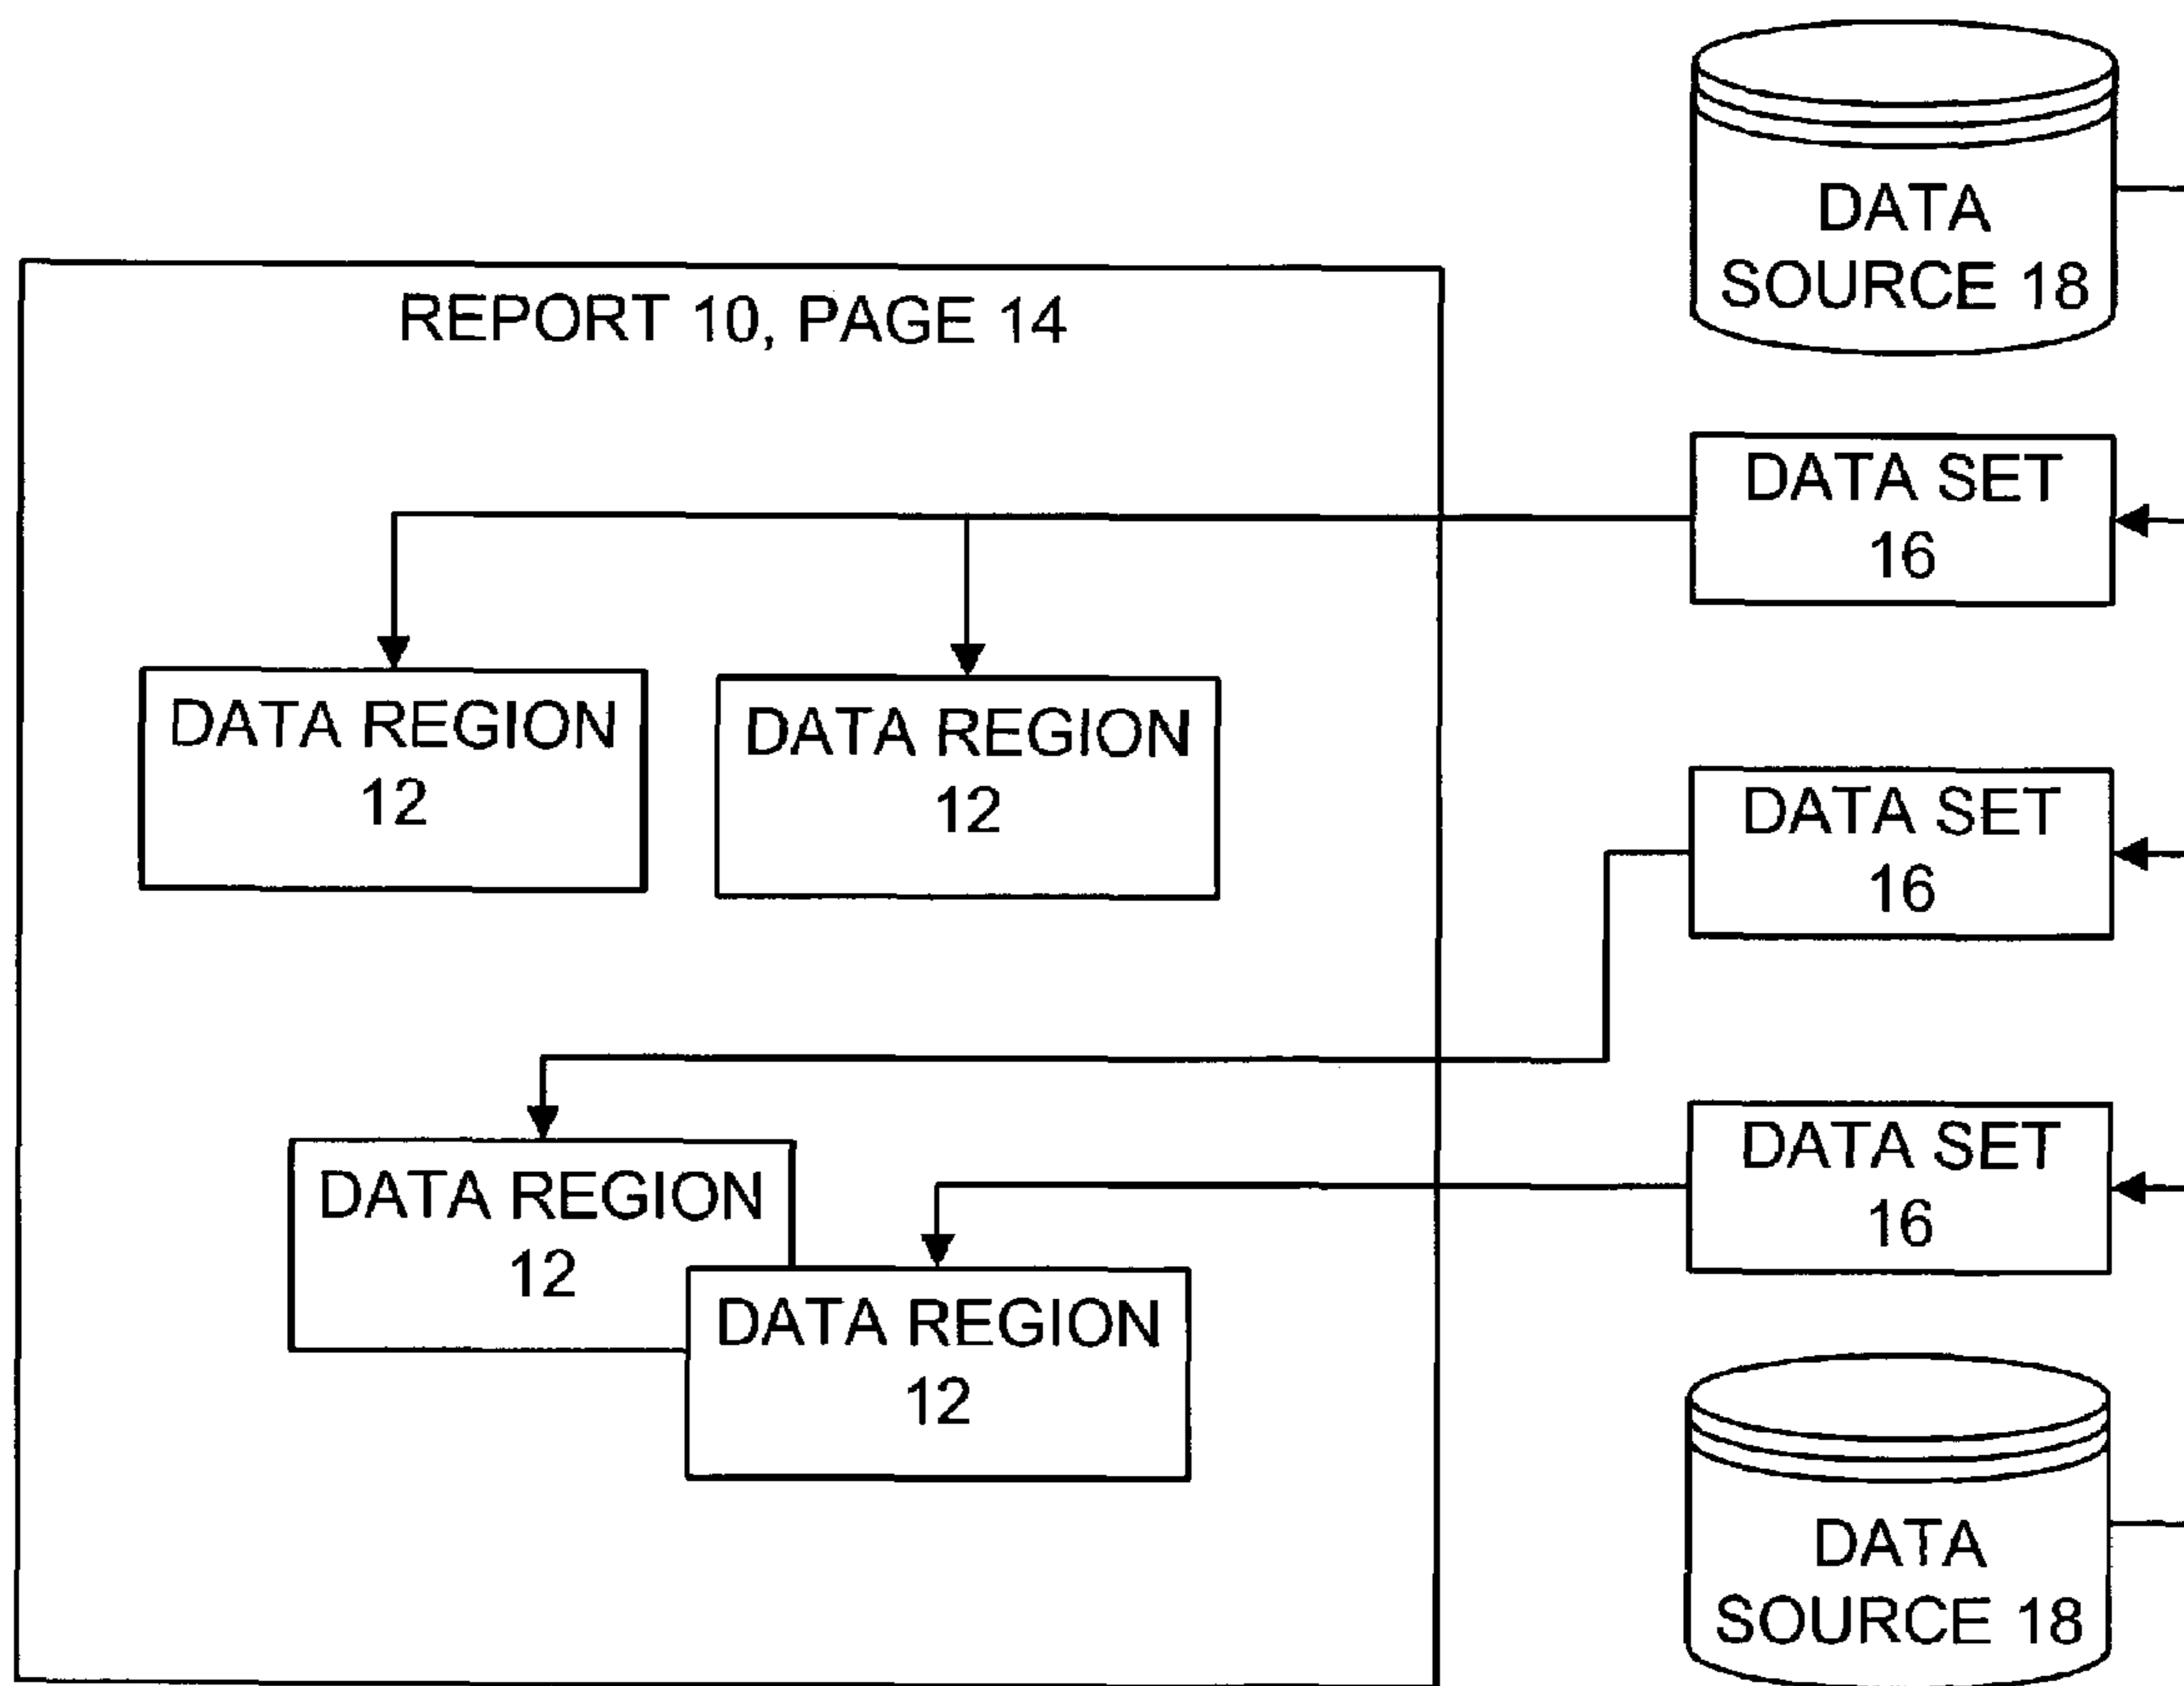 DATA
SOURCE 18
REPORT 10, PAGE 14
DATA SET
16
DATA REGION
12
DATA REGION
12
DATA SET
16
DATA SET
16
DATA REGION
12
DATA REGION
12
DATA
SOURCE 18